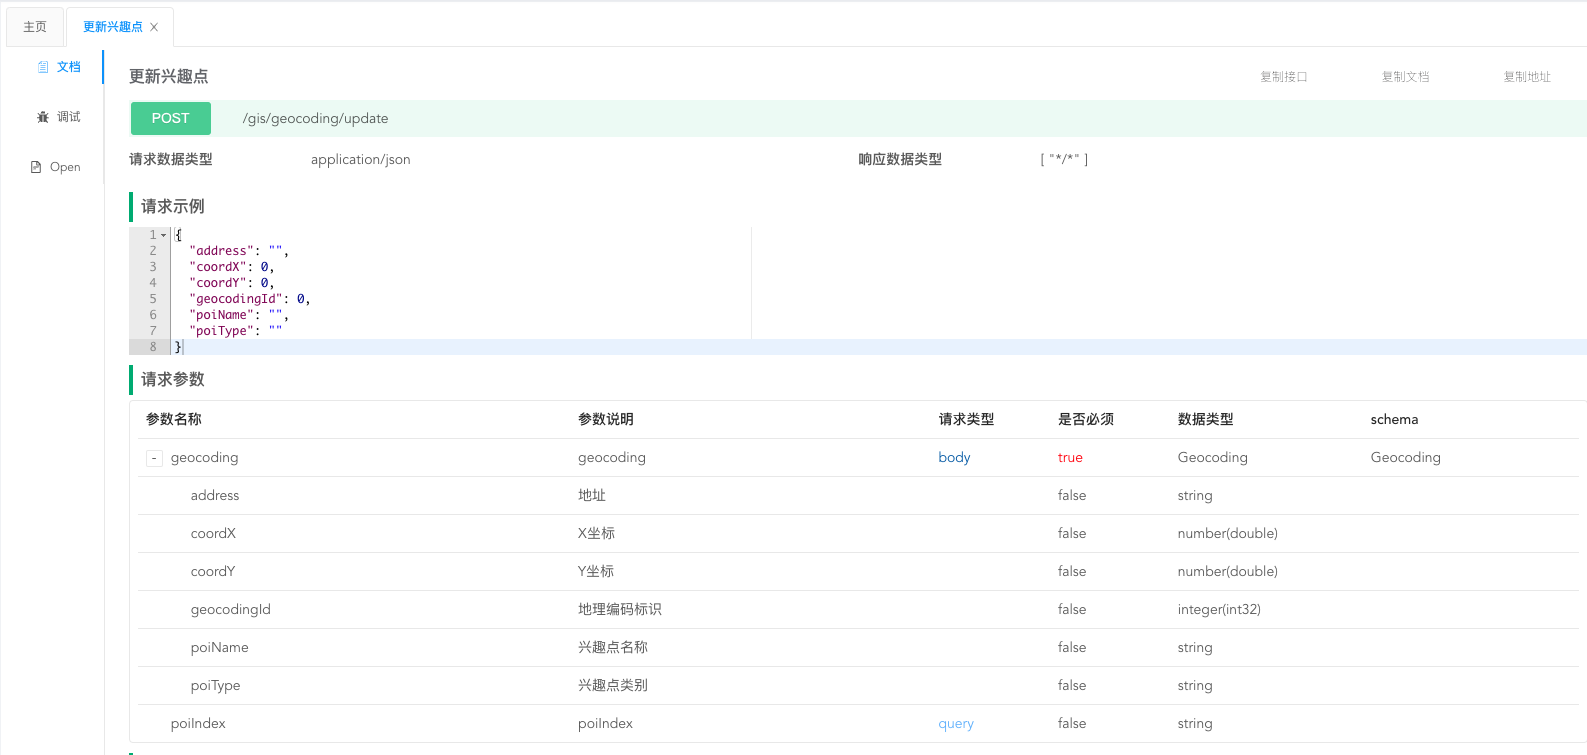 主页
更新兴趣点
文档
调试
Open
更新兴趣点
复制接口 复制文档 复制地址
POST /gis/geocoding/update
请求数据类型 application/json 响应数据类型 [ "*/*" ]
请求示例
1 {
2 "address": "",
3 "coordX": 0,
4 "coordY": 0,
5 "geocodingId": 0,
6 "poiName": "",
7 "poiType": ""
8 }
请求参数
参数名称 参数说明 请求类型 是否必须 数据类型 schema
- geocoding geocoding body true Geocoding Geocoding
address 地址 false string
coordX X坐标 false number(double)
coordY Y坐标 false number(double)
geocodingId 地理编码标识 false integer(int32)
poiName 兴趣点名称 false string
poiType 兴趣点类别 false string
poiIndex poiIndex query false string